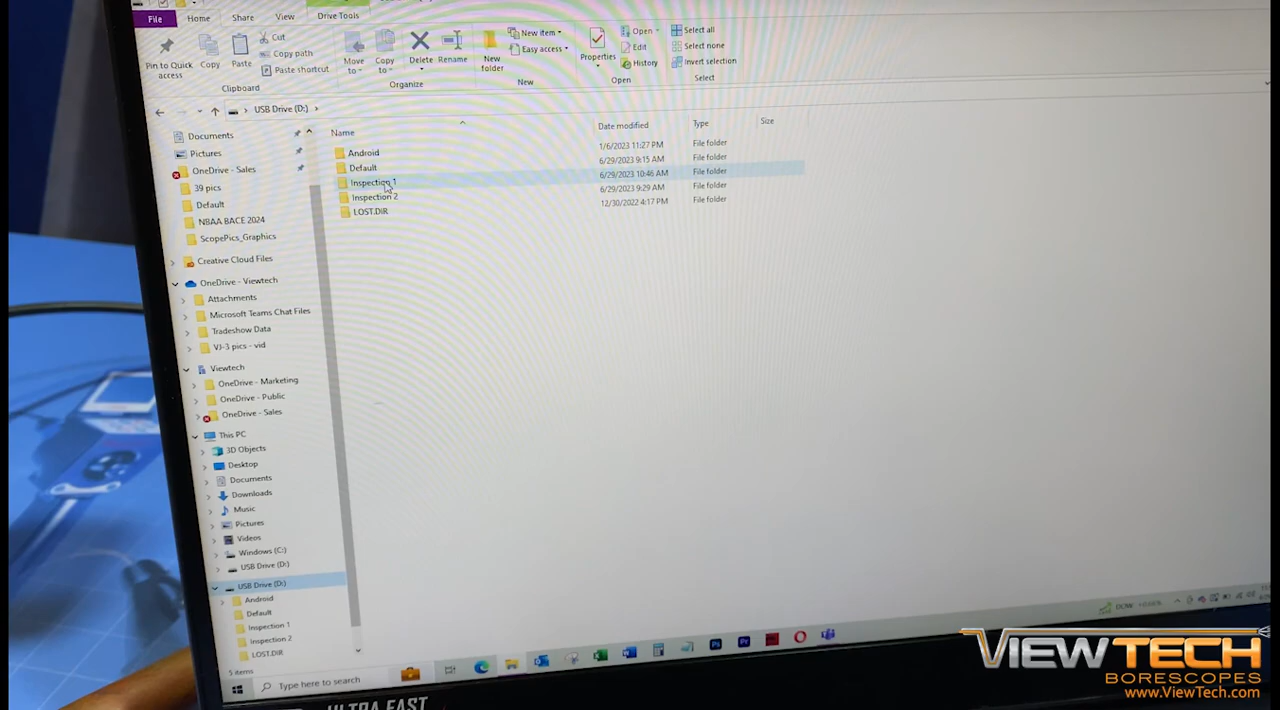 File
Home
Share
View
Drive Tools
Pin to Quick access
Copy
Paste
Cut
Copy path
Paste shortcut
Clipboard
Move to
Copy to
Delete
Rename
Organize
New folder
New item
Easy access
New
Properties
Open
Edit
History
Open
Select all
Select none
Invert selection
Select
USB Drive (D:)
Name
Date modified
Type
Size
Android 1/6/2023 11:27 PM File folder
Default 6/29/2023 9:15 AM File folder
Inspection 1 6/29/2023 10:46 AM File folder
Inspection 2 6/29/2023 9:29 AM File folder
LOST.DIR 12/30/2022 4:17 PM File folder
Documents
Pictures
OneDrive - Sales
39 pics
Default
NBAA BACE 2024
ScopePics_Graphics
Creative Cloud Files
OneDrive - Viewtech
Attachments
Microsoft Teams Chat Files
Tradeshow Data
VJ-3 pics - vid
Viewtech
OneDrive - Marketing
OneDrive - Public
OneDrive - Sales
This PC
3D Objects
Desktop
Documents
Downloads
Music
Pictures
Videos
Windows (C:)
USB Drive (D:)
USB Drive (D:)
Android
Default
Inspection 1
Inspection 2
LOST.DIR
5 items
Type here to search
DOW
ULTRA FAST
VIEWTECH
BORESCOPES
www.ViewTech.com